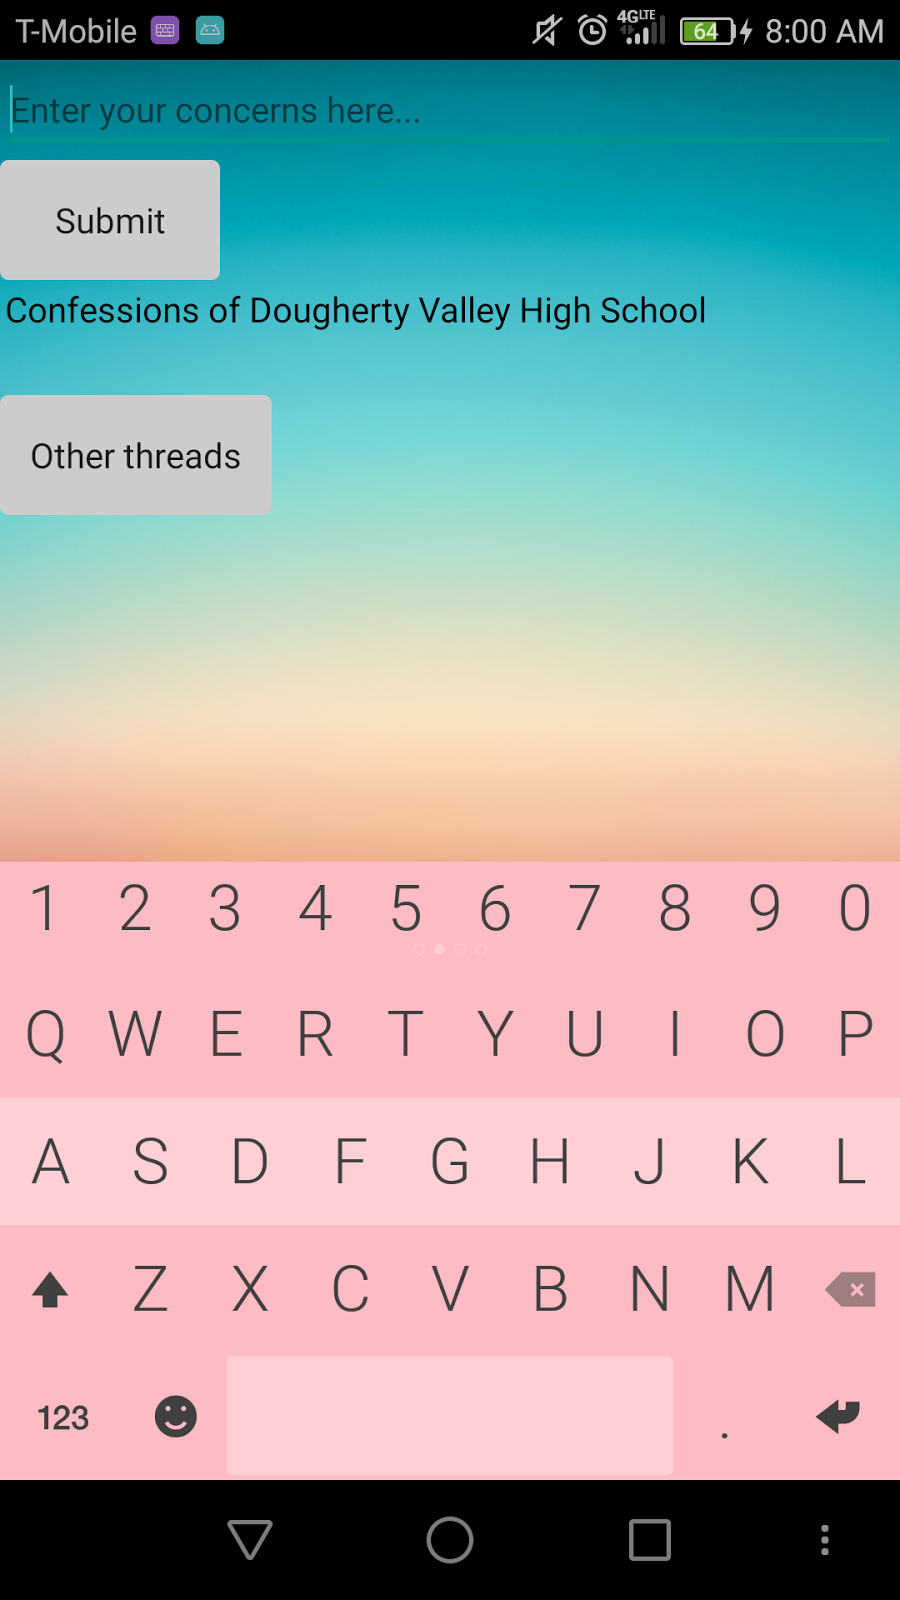 T-Mobile 4G LTE 64 8:00 AM
Enter your concerns here...
Submit
Confessions of Dougherty Valley High School
Other threads
1 2 3 4 5 6 7 8 9 0
Q W E R T Y U I O P
A S D F G H J K L
Z X C V B N M
123 .